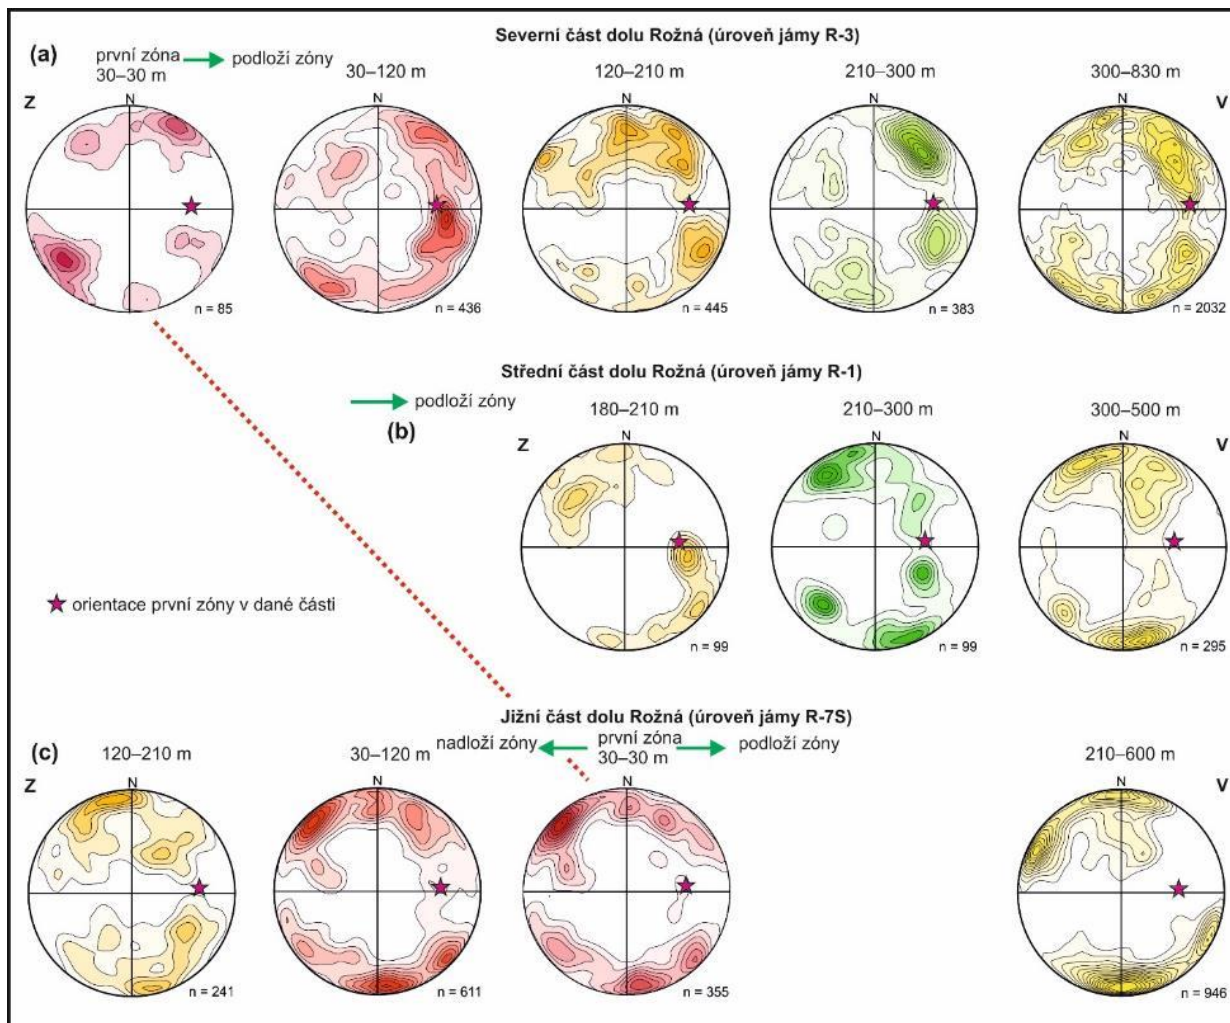 (a)
Severní část dolu Rožná (úroveň jámy R-3)
první zóna
30–30 m
podloží zóny
30–120 m
120–210 m
210–300 m
300–830 m
Z
N
N
N
N
N
V
n = 85
n = 436
n = 445
n = 383
n = 2032
Střední část dolu Rožná (úroveň jámy R-1)
podloží zóny
(b)
180–210 m
210–300 m
300–500 m
Z
N
N
N
V
n = 99
n = 99
n = 295
orientace první zóny v dané části
Jižní část dolu Rožná (úroveň jámy R-7S)
(c)
nadloží zóny
první zóna
30–30 m
podloží zóny
120–210 m
30–120 m
210–600 m
Z
N
N
N
N
V
n = 241
n = 611
n = 355
n = 946